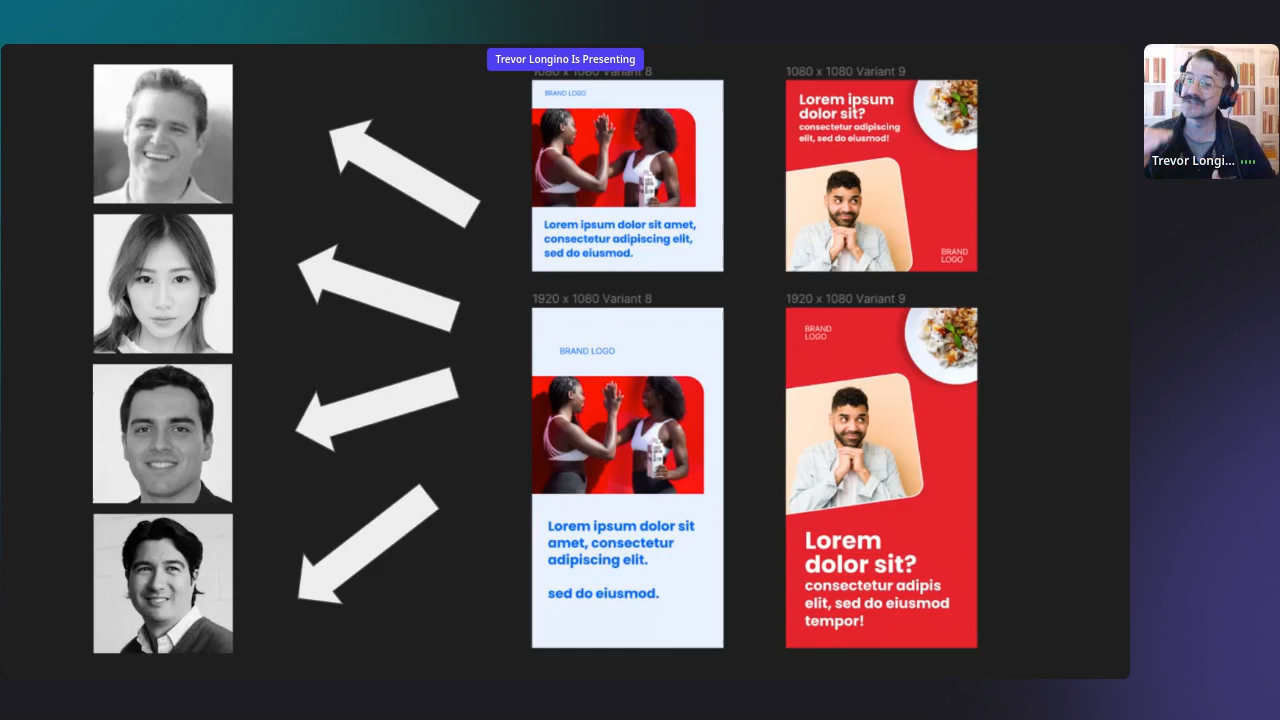 Trevor Longino Is Presenting
1080 x 1080 Variant 8
BRAND LOGO
Lorem ipsum dolor sit amet,
consectetur adipiscing elit,
sed do eiusmod.
1080 x 1080 Variant 9
Lorem ipsum
dolor sit?
consectetur adipiscing
elit, sed do eiusmod!
BRAND
LOGO
1920 x 1080 Variant 8
BRAND LOGO
Lorem ipsum dolor sit
amet, consectetur
adipiscing elit.
sed do eiusmod.
1920 x 1080 Variant 9
BRAND
LOGO
Lorem
dolor sit?
consectetur adipis
elit, sed do eiusmod
tempor!
Trevor Longi...